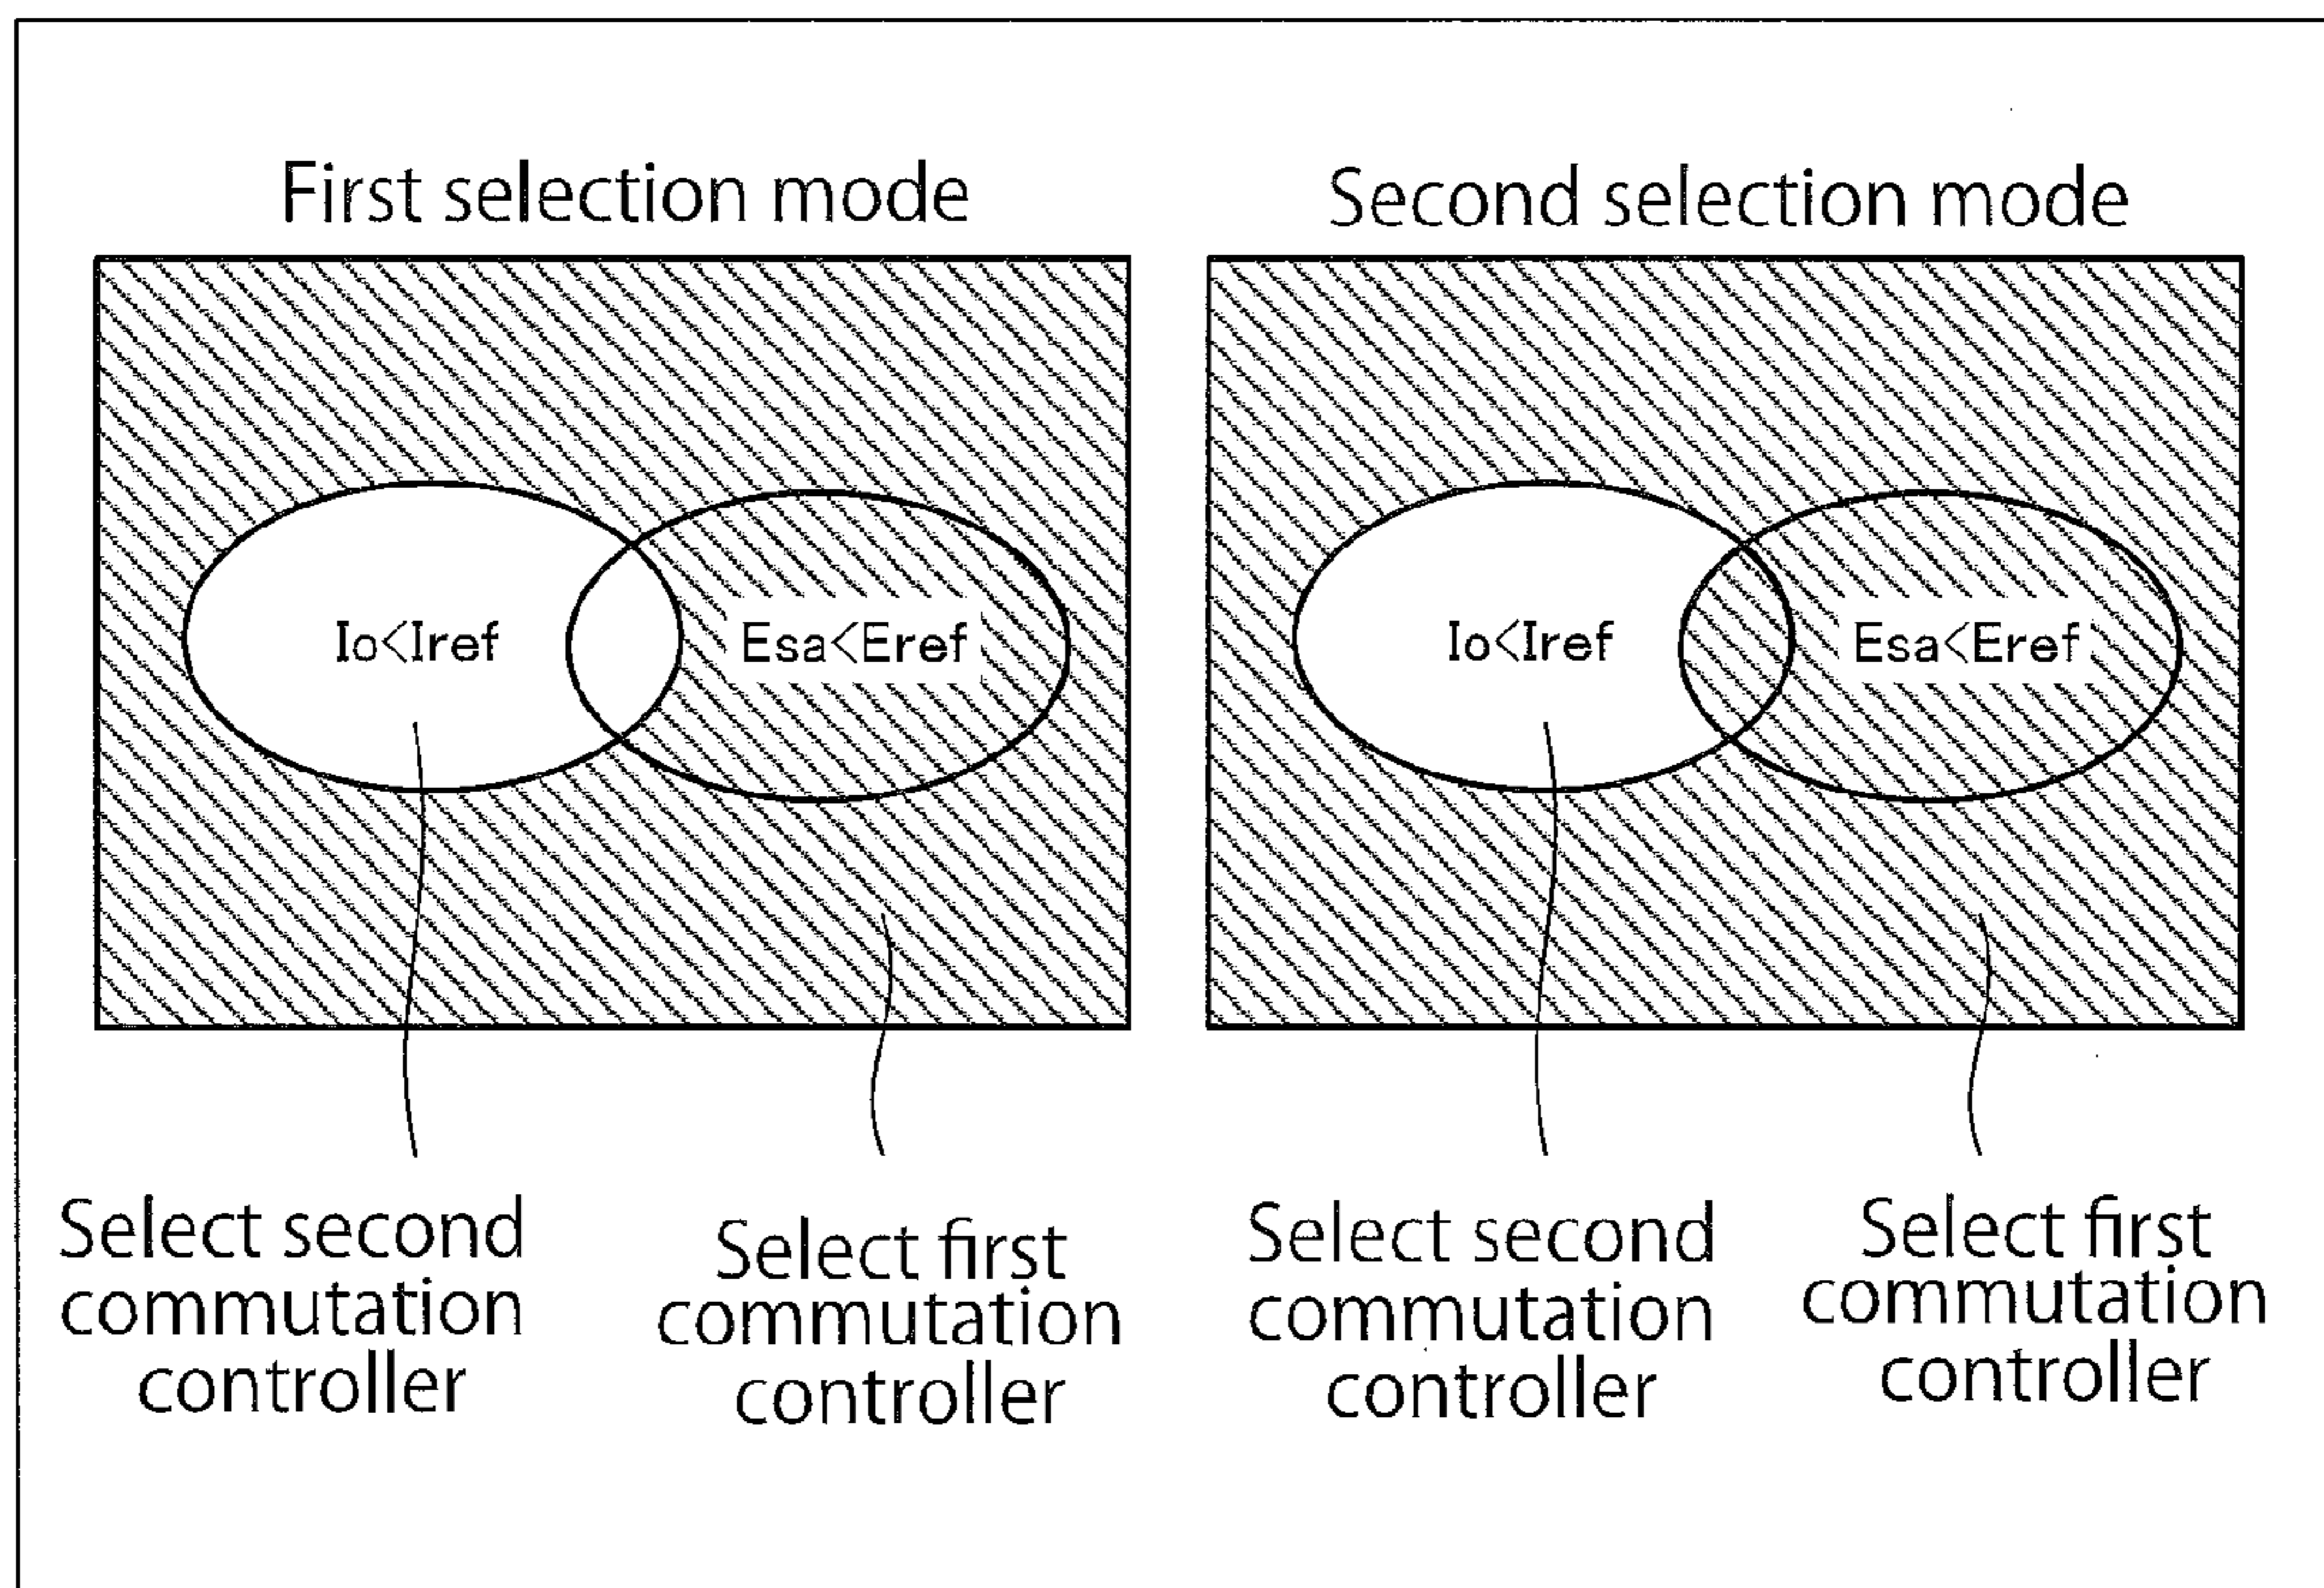 First selection mode
Io<Iref
Esa<Eref
Select second
commutation
controller
Select first
commutation
controller
Second selection mode
Io<Iref
Esa<Eref
Select second
commutation
controller
Select first
commutation
controller